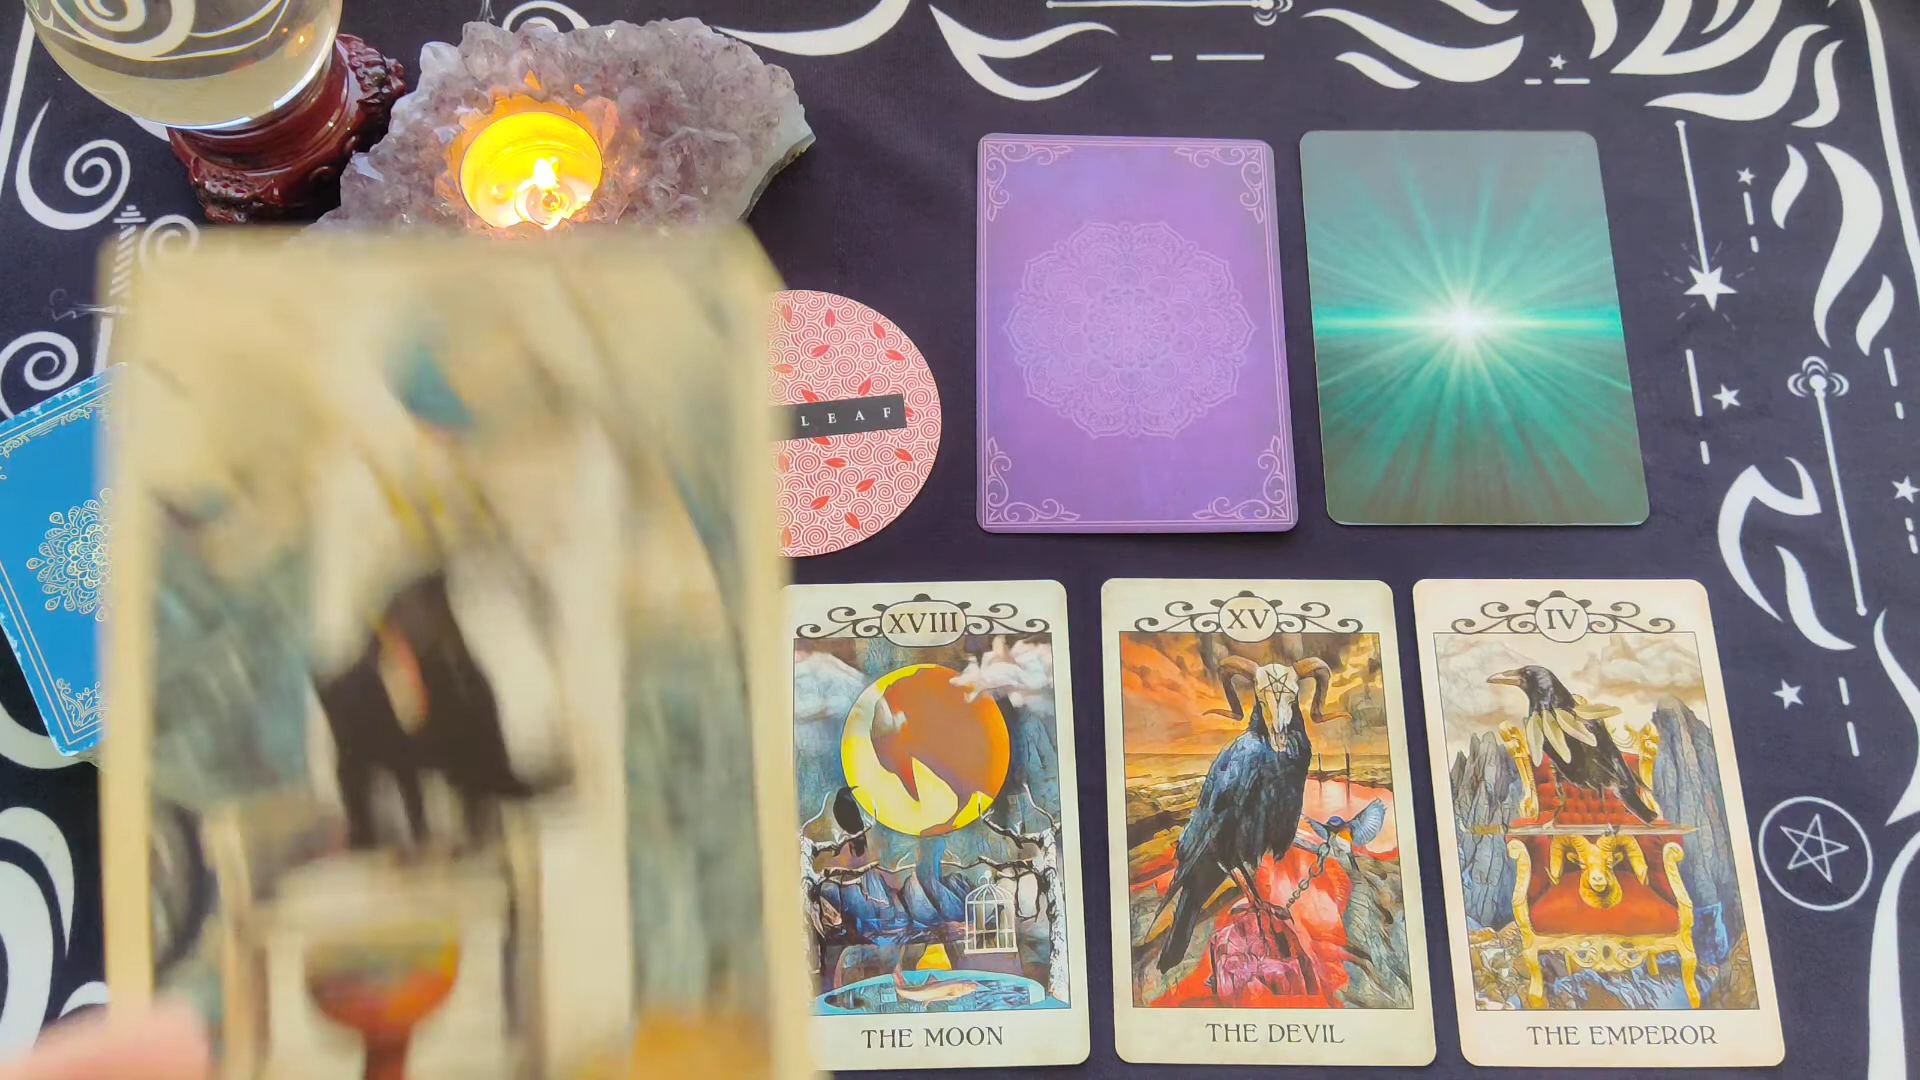 LEAF
XVIII
XV
IV
THE MOON
THE DEVIL
THE EMPEROR